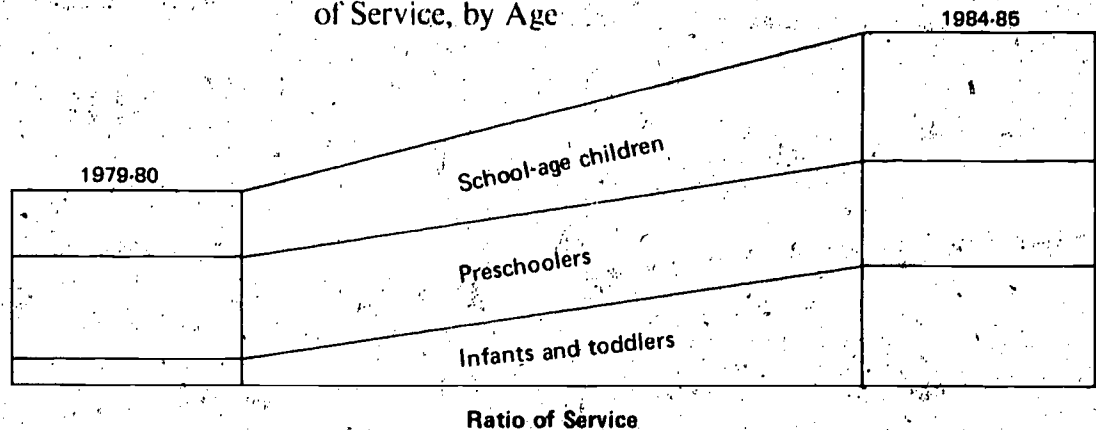 of Service, by Age
1984-85
1979-80
School-age children
Preschoolers
Infants and toddlers
Ratio of Service